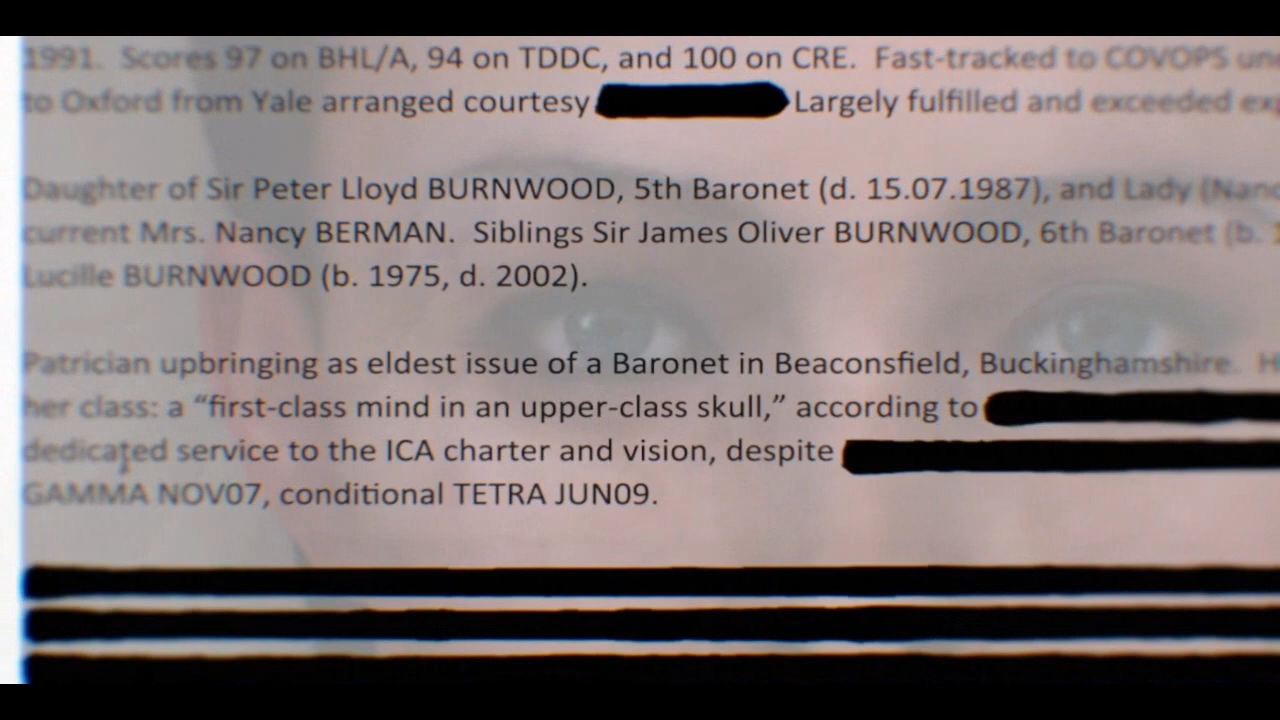 1991. Scores 97 on BHL/A, 94 on TDDC, and 100 on CRE. Fast-tracked to COVOPS
to Oxford from Yale arranged courtesy Largely fulfilled and exceeded
Daughter of Sir Peter Lloyd BURNWOOD, 5th Baronet (d. 15.07.1987), and Lady
current Mrs. Nancy BERMAN. Siblings Sir James Oliver BURNWOOD, 6th Baronet (b.
Lucille BURNWOOD (b. 1975, d. 2002).
Patrician upbringing as eldest issue of a Baronet in Beaconsfield, Buckinghamshire.
her class: a “first-class mind in an upper-class skull,” according to
dedicated service to the ICA charter and vision, despite
GAMMA NOV07, conditional TETRA JUN09.